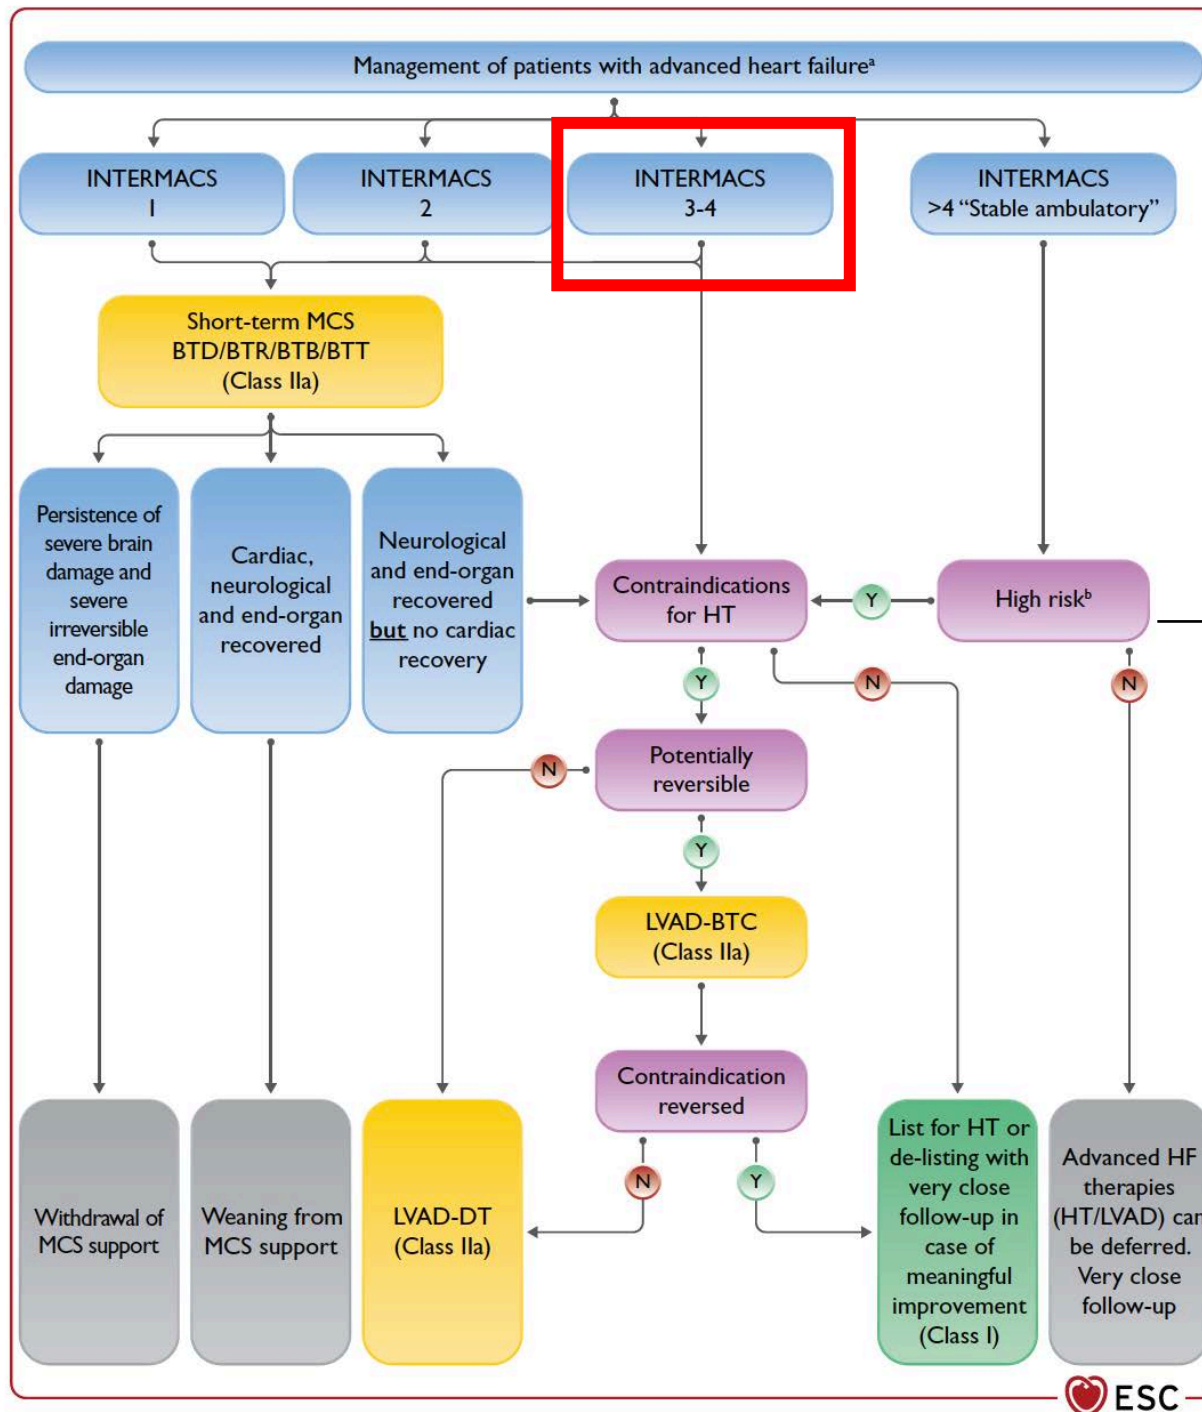 Management of patients with advanced heart failureᵃ
INTERMACS
1
INTERMACS
2
INTERMACS
3-4
INTERMACS
>4 “Stable ambulatory”
Short-term MCS
BTD/BTR/BTB/BTT
(Class IIa)
Persistence of
severe brain
damage and
severe
irreversible
end-organ
damage
Cardiac,
neurological
and end-organ
recovered
Neurological
and end-organ
recovered
but no cardiac
recovery
Contraindications
for HT
Y
High riskᵇ
Y
N
N
Potentially
reversible
N
Y
LVAD-BTC
(Class IIa)
Contraindication
reversed
N
Y
Withdrawal of
MCS support
Weaning from
MCS support
LVAD-DT
(Class IIa)
List for HT or
de-listing with
very close
follow-up in
case of
meaningful
improvement
(Class I)
Advanced HF
therapies
(HT/LVAD) can
be deferred.
Very close
follow-up
ESC